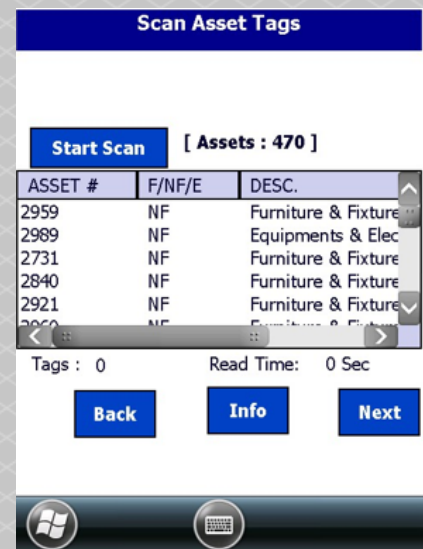 Scan Asset Tags
Start Scan [ Assets : 470 ]
ASSET # F/NF/E DESC.
2959 NF Furniture & Fixture
2989 NF Equipments & Elec
2731 NF Furniture & Fixture
2840 NF Furniture & Fixture
2921 NF Furniture & Fixture
Tags : 0 Read Time: 0 Sec
Back Info Next